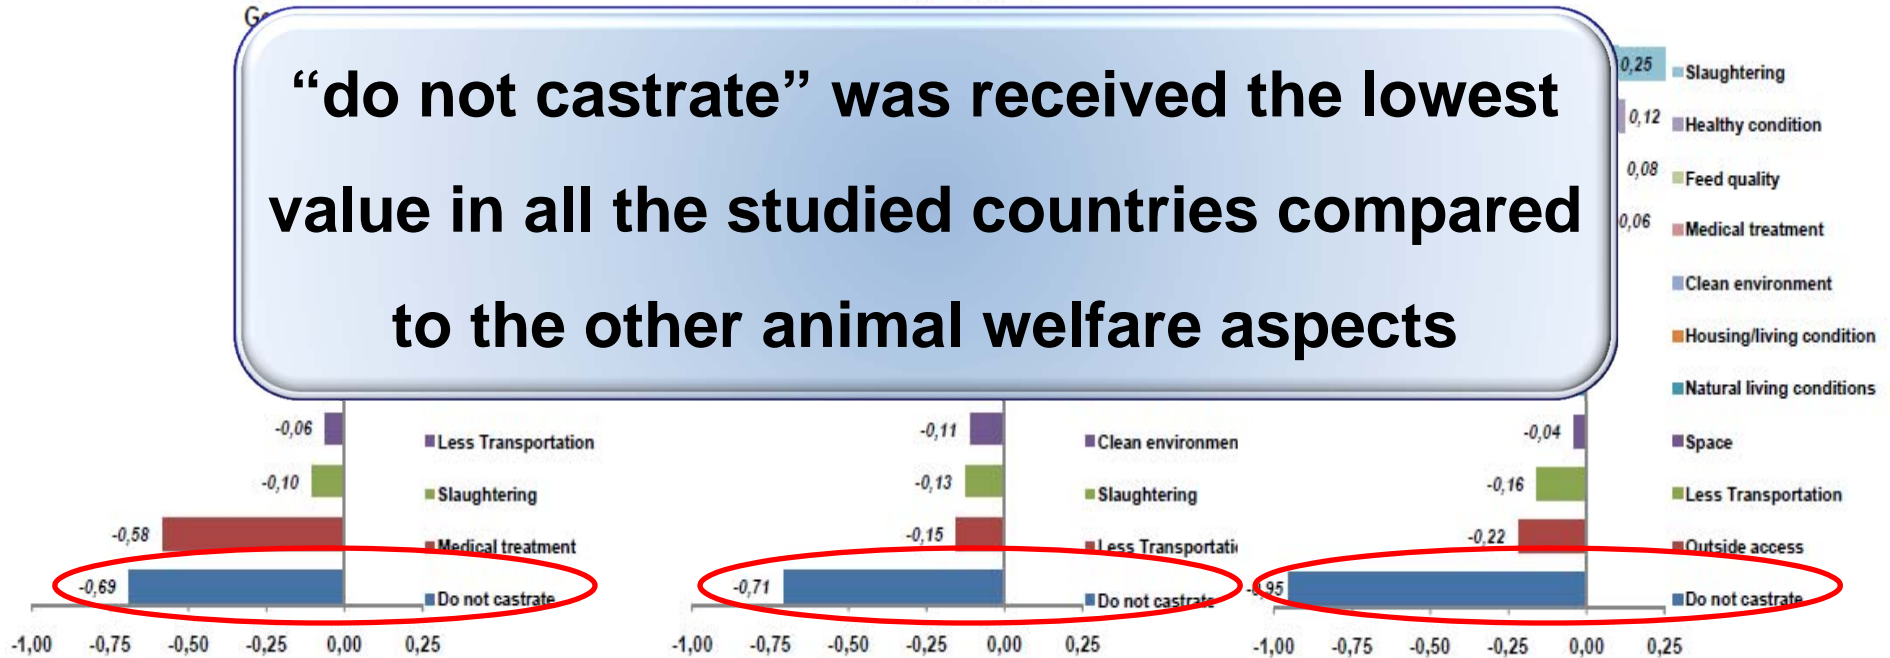 “do not castrate” was received the lowest
value in all the studied countries compared
to the other animal welfare aspects
0,25
Slaughtering
0,12
Healthy condition
0,08
Feed quality
0,06
Medical treatment
Clean environment
Housing/living condition
Natural living conditions
-0,06
Less Transportation
-0,10
Slaughtering
-0,58
Medical treatment
-0,69
Do not castrate
-1,00 -0,75 -0,50 -0,25 0,00 0,25
-0,11
Clean environmen
-0,13
Slaughtering
-0,15
Less Transportati
-0,71
Do not castrate
-1,00 -0,75 -0,50 -0,25 0,00 0,25
-0,04
Space
-0,16
Less Transportation
-0,22
Outside access
-0,95
Do not castrate
-1,00 -0,75 -0,50 -0,25 0,00 0,25